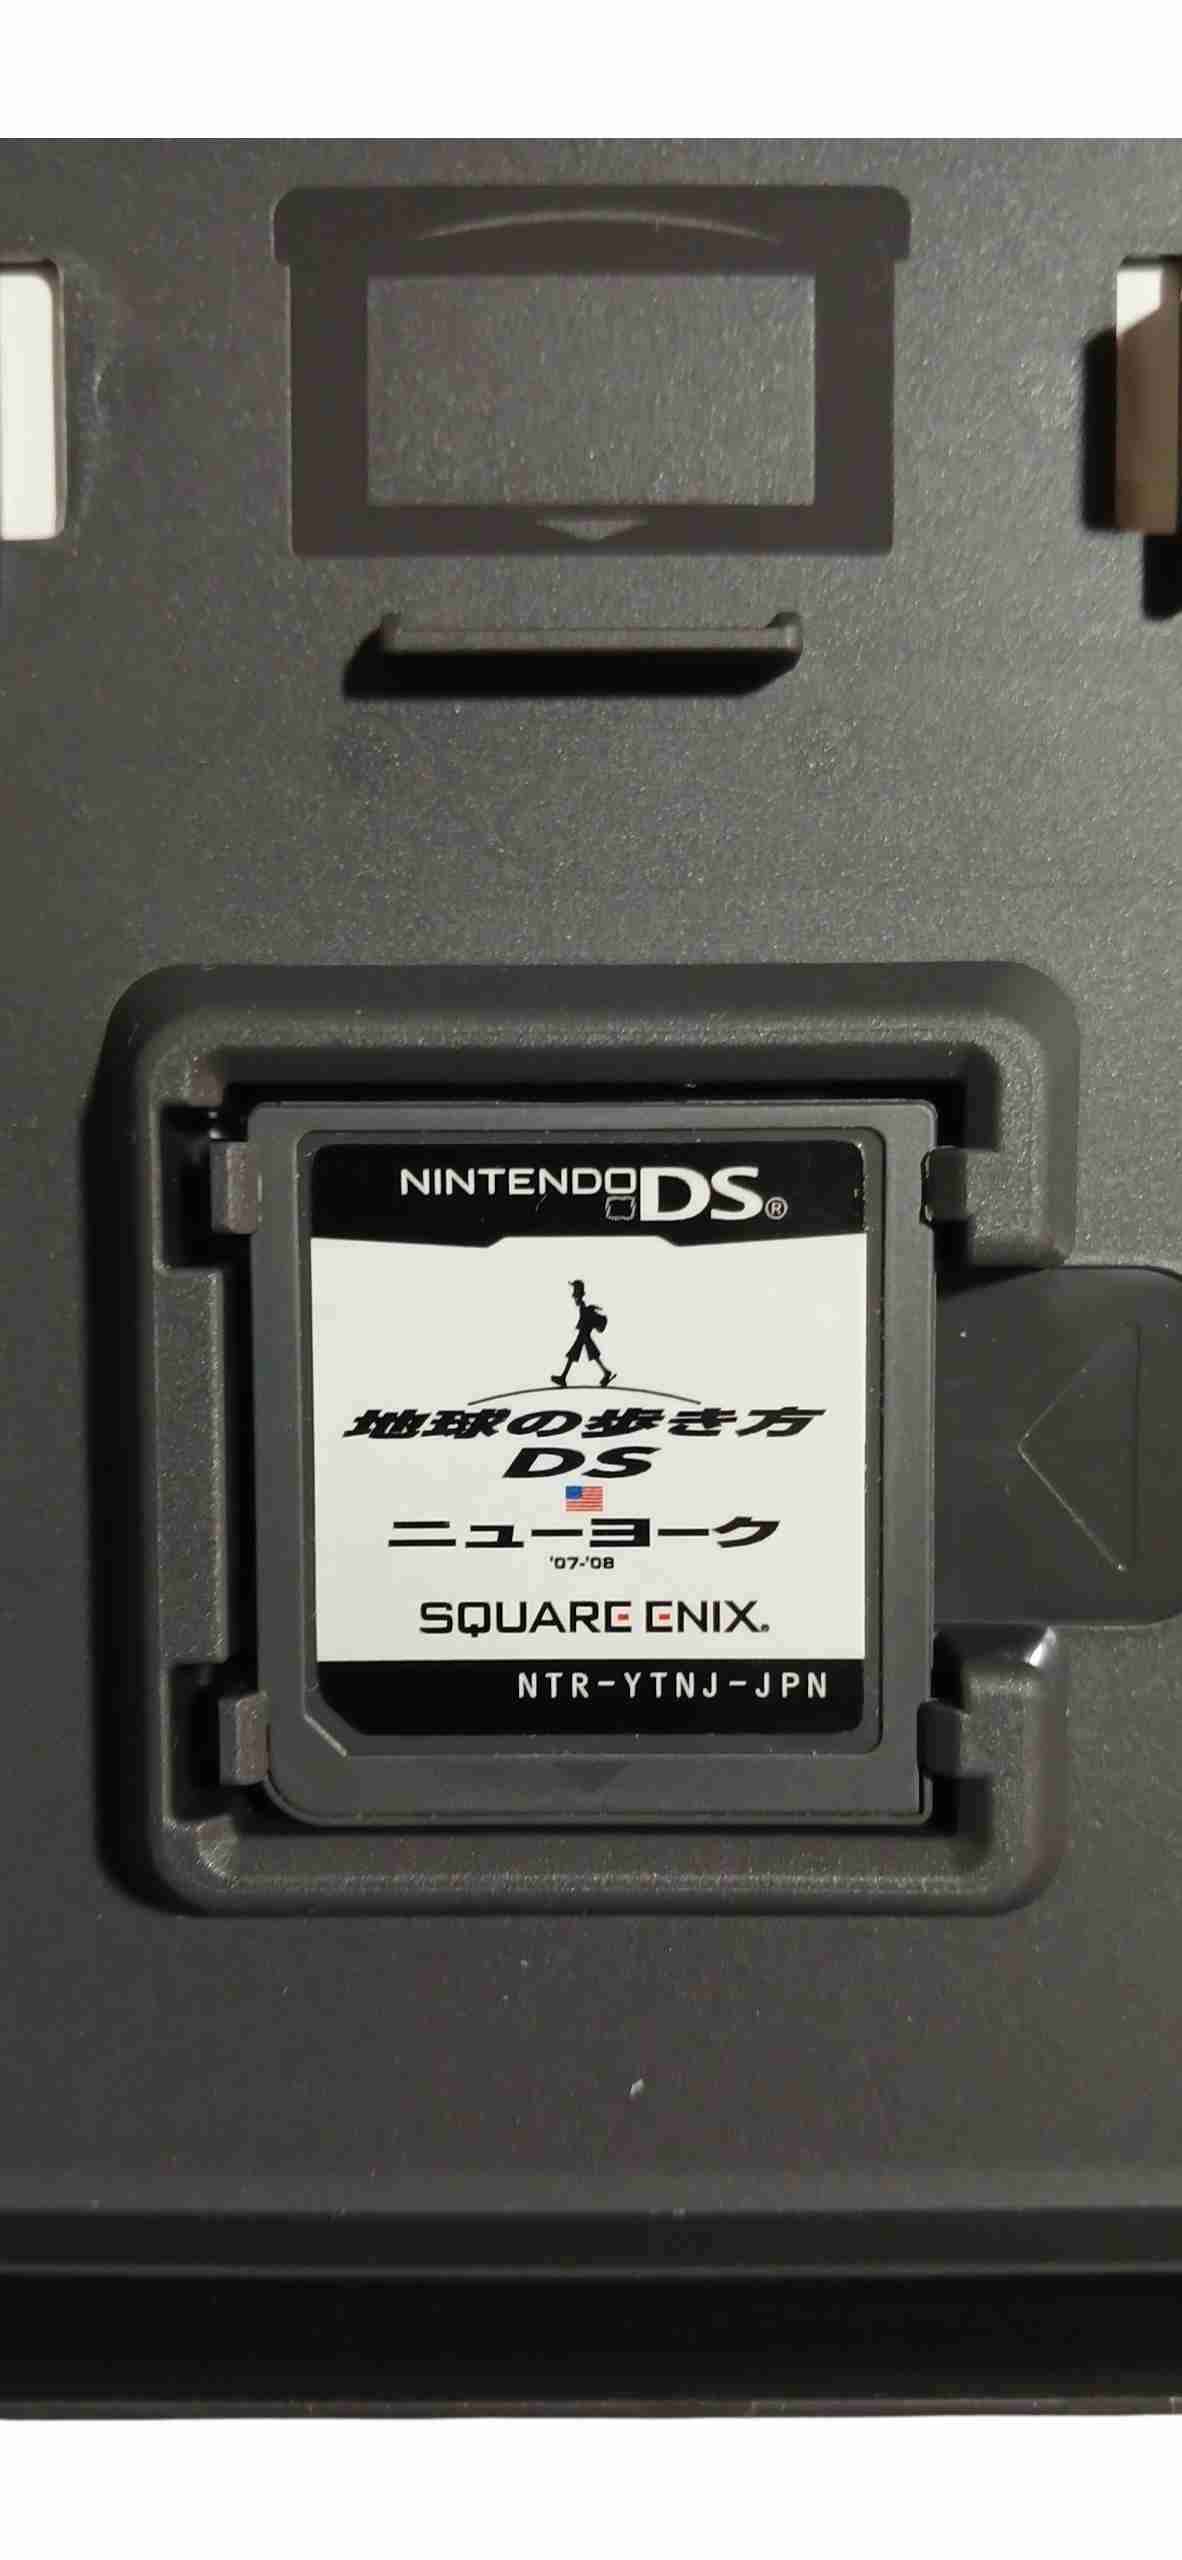 NINTENDO DS®
地球の歩き方
DS
ニューヨーク
'07-'08
SQUARE ENIX.
NTR-YTNJ-JPN